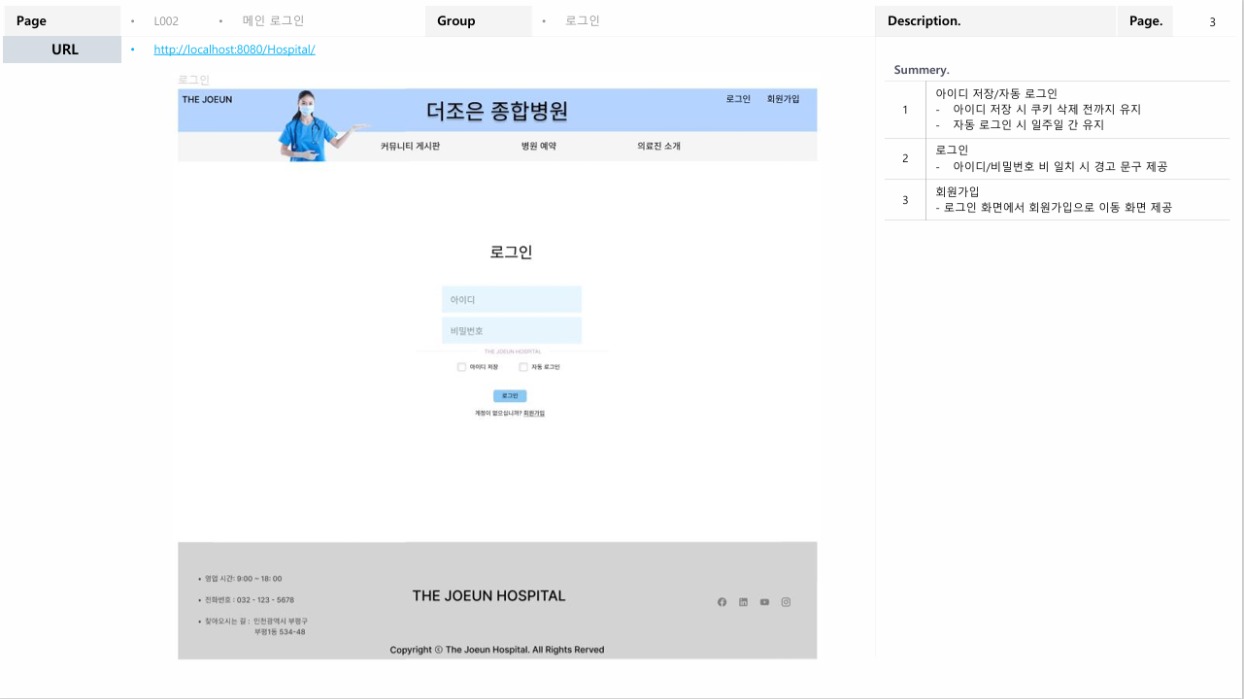 Page
• L002 • 메인 로그인
Group
• 로그인
Description.
Page.
3
URL
• http://localhost:8080/Hospital/
로그인
THE JOEUN
더조은 종합병원
로그인 회원가입
커뮤니티 게시판 병원 예약 의료진 소개
로그인
아이디
비밀번호
THE JOEUN HOSPITAL
아이디 저장 자동 로그인
로그인
계정이 없으십니까? 회원가입
• 영업 시간: 9:00 ~ 18: 00
• 전화번호 : 032 - 123 - 5678
• 찾아오시는 길 : 인천광역시 부평구
부평1동 534-48
THE JOEUN HOSPITAL
Copyright ⓒ The Joeun Hospital. All Rights Rerved
Summery.
1
아이디 저장/자동 로그인
- 아이디 저장 시 쿠키 삭제 전까지 유지
- 자동 로그인 시 일주일 간 유지
2
로그인
- 아이디/비밀번호 비 일치 시 경고 문구 제공
3
회원가입
- 로그인 화면에서 회원가입으로 이동 화면 제공